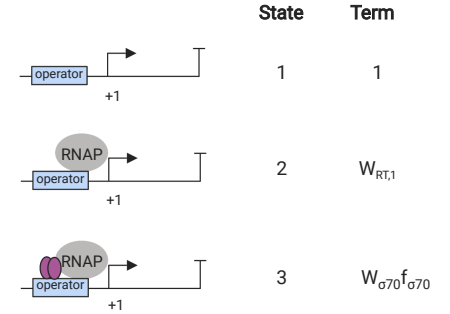 State Term
operator
+1
1 1
RNAP
operator
+1
2 W_RT,1
RNAP
operator
+1
3 W_σ70f_σ70